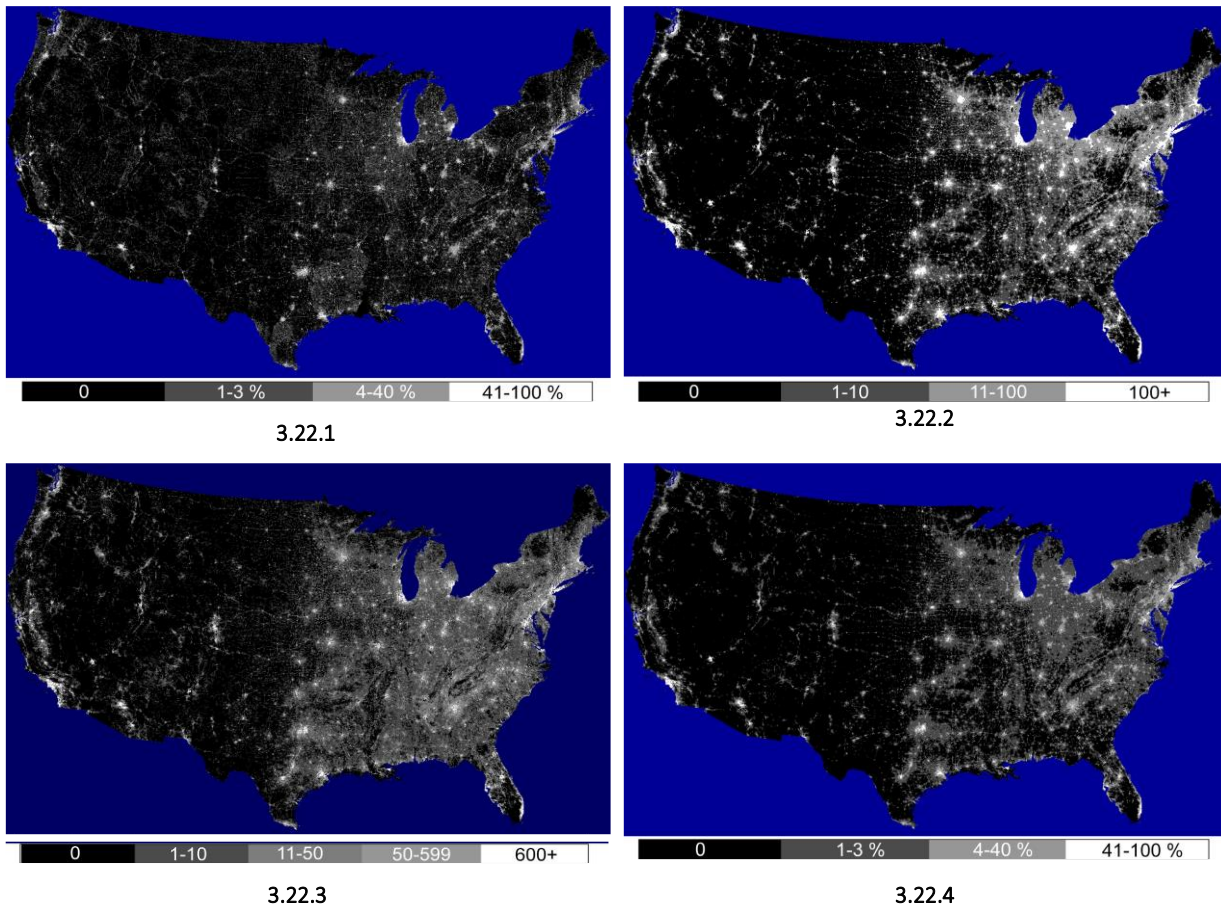 0 1-3 % 4-40 % 41-100 %
3.22.1
0 1-10 11-100 100+
3.22.2
0 1-10 11-50 50-599 600+
3.22.3
0 1-3 % 4-40 % 41-100 %
3.22.4